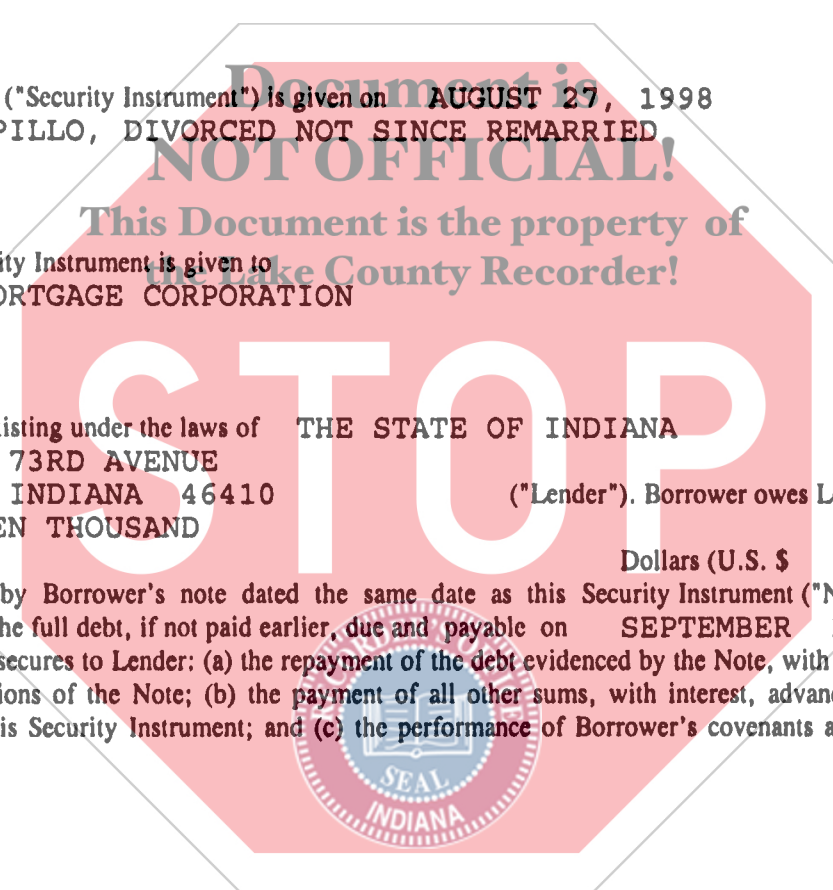 Document is
("Security Instrument") is given on AUGUST 27, 1998
PILLO, DIVORCED NOT SINCE REMARRIED
NOT OFFICIAL!
This Document is the property of
ity Instrument is given to
the Lake County Recorder!
ORTGAGE CORPORATION
STOP
isting under the laws of THE STATE OF INDIANA
73RD AVENUE
INDIANA 46410 ("Lender"). Borrower owes L
EN THOUSAND
Dollars (U.S. $
by Borrower's note dated the same date as this Security Instrument ("N
he full debt, if not paid earlier, due and payable on SEPTEMBER
secures to Lender: (a) the repayment of the debt evidenced by the Note, with
ions of the Note; (b) the payment of all other sums, with interest, advan
is Security Instrument; and (c) the performance of Borrower's covenants a
SEAL
INDIANA